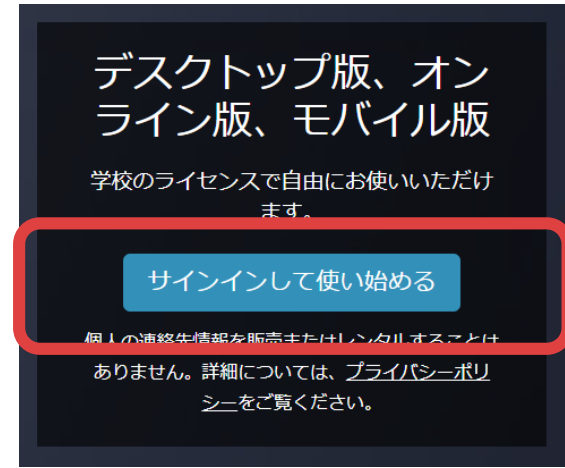 デスクトップ版、オン
ライン版、モバイル版
学校のライセンスで自由にお使いいただけ
ます。
サインインして使い始める
個人の連絡先情報を販売またはレンタルすることは
ありません。詳細については、プライバシーポリ
シーをご覧ください。